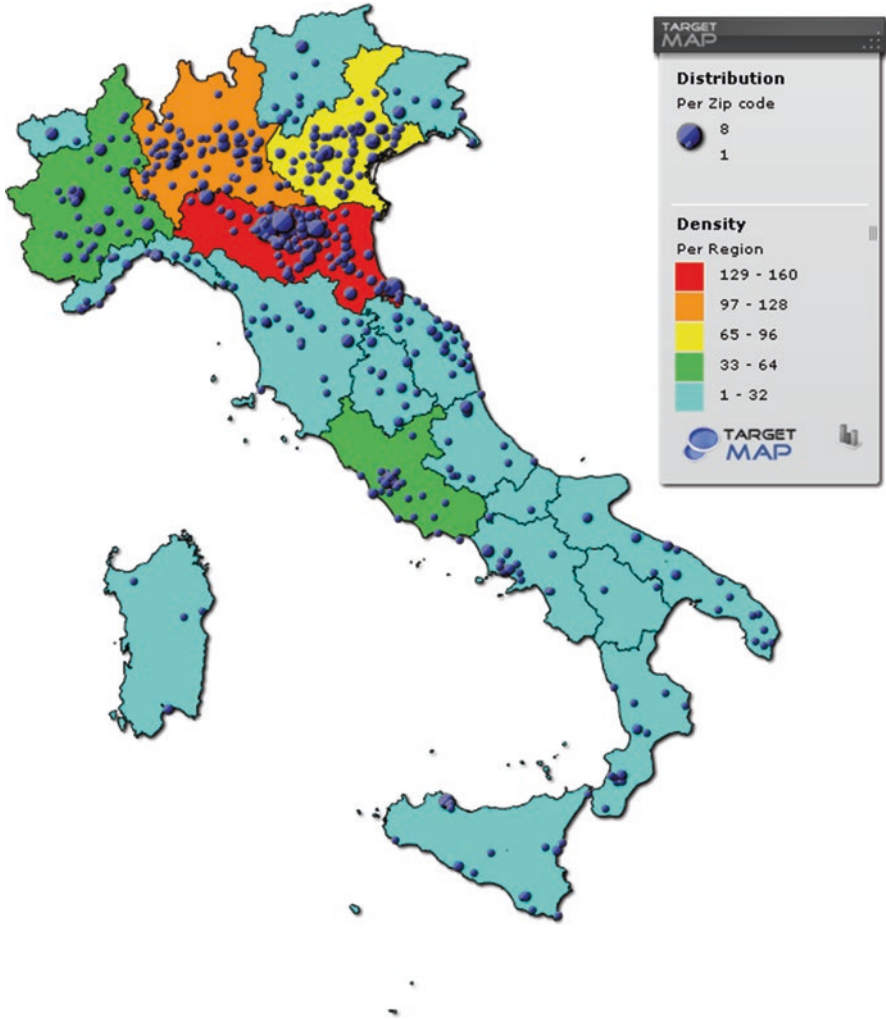 TARGET
MAP
Distribution
Per Zip code
8
1
Density
Per Region
129 - 160
97 - 128
65 - 96
33 - 64
1 - 32
TARGET
MAP